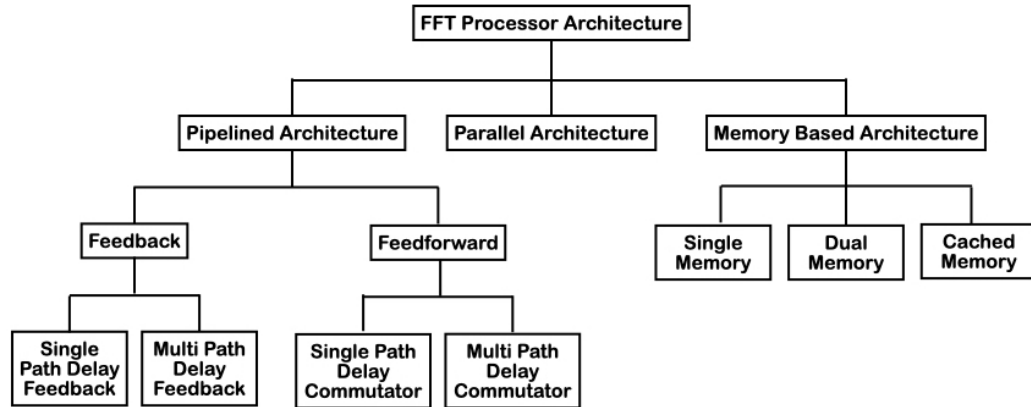 FFT Processor Architecture
Pipelined Architecture
Parallel Architecture
Memory Based Architecture
Feedback
Feedforward
Single
Memory
Dual
Memory
Cached
Memory
Single
Path Delay
Feedback
Multi Path
Delay
Feedback
Single Path
Delay
Commutator
Multi Path
Delay
Commutator